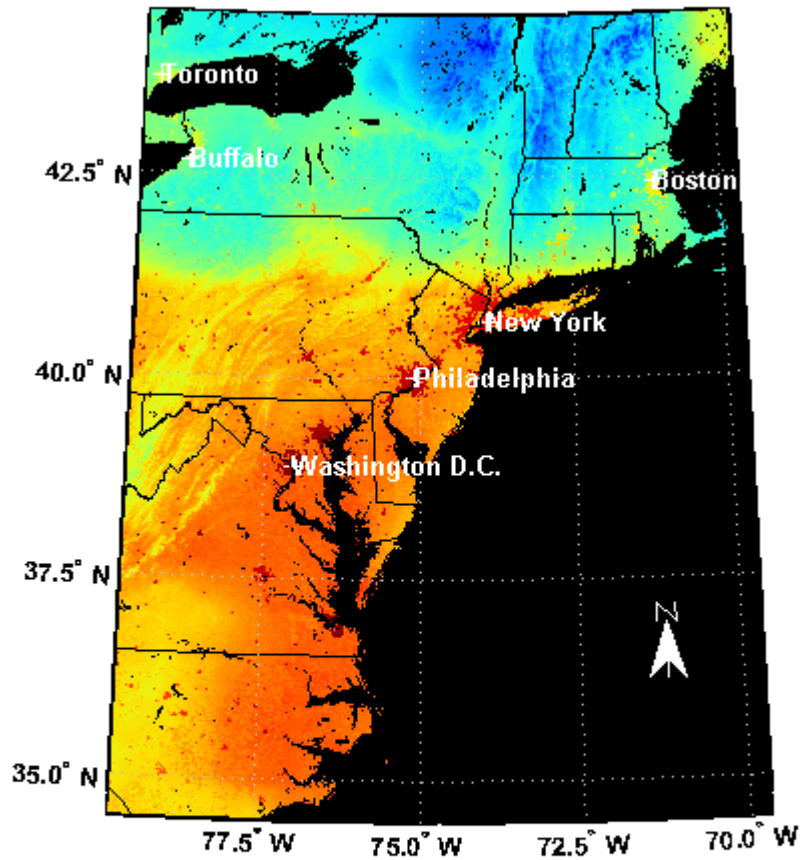 Toronto
Buffalo
42.5° N
Boston
New York
40.0° N
Philadelphia
Washington D.C.
37.5° N
N
35.0° N
77.5° W
75.0° W
72.5° W
70.0° W